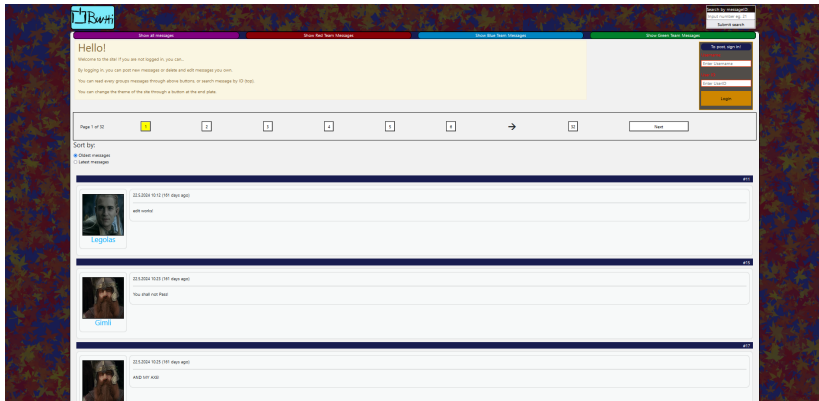 Bwitti
Search by messageID
Input number eg. 21
Submit search
Show all messages
Show Red Team Messages
Show Blue Team Messages
Show Green Team Messages
Hello!
Welcome to the site! If you are not logged in, you can...
By logging in, you can post new messages or delete and edit messages you own.
You can read every groups messages through above buttons, or search message by ID (top).
You can change the theme of the site through a button at the end plate.
To post, sign in!
Enter Username
Enter UserID
Login
Page 1 of 32
1
2
3
4
5
6
→
32
Next
Sort by:
Oldest messages
Latest messages
22.5.2024 10:12 (161 days ago)
edit works!
Legolas
22.5.2024 10:23 (161 days ago)
You shall not Pass!
Gimli
#17
22.5.2024 10:25 (161 days ago)
AND MY AXE!